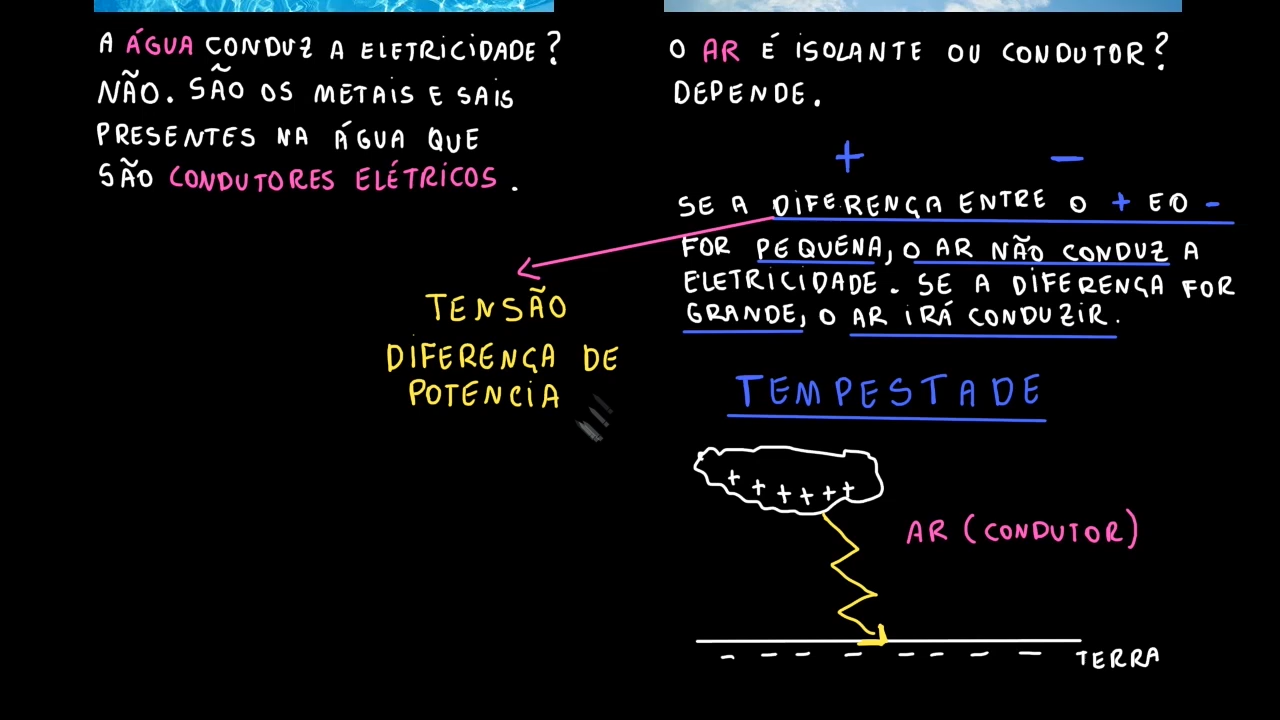 A ÁGUA CONDUZ A ELETRICIDADE?
NÃO. SÃO OS METAIS E SAIS
PRESENTES NA ÁGUA QUE
SÃO CONDUTORES ELÉTRICOS.
O AR É ISOLANTE OU CONDUTOR?
DEPENDE.
+ -
SE A DIFERENÇA ENTRE O + E O -
FOR PEQUENA, O AR NÃO CONDUZ A
ELETRICIDADE. SE A DIFERENÇA FOR
GRANDE, O AR IRÁ CONDUZIR.
TENSÃO
DIFERENÇA DE
POTENCIA
TEMPESTADE
+ + + + + +
AR (CONDUTOR)
- - - - - - - -
TERRA